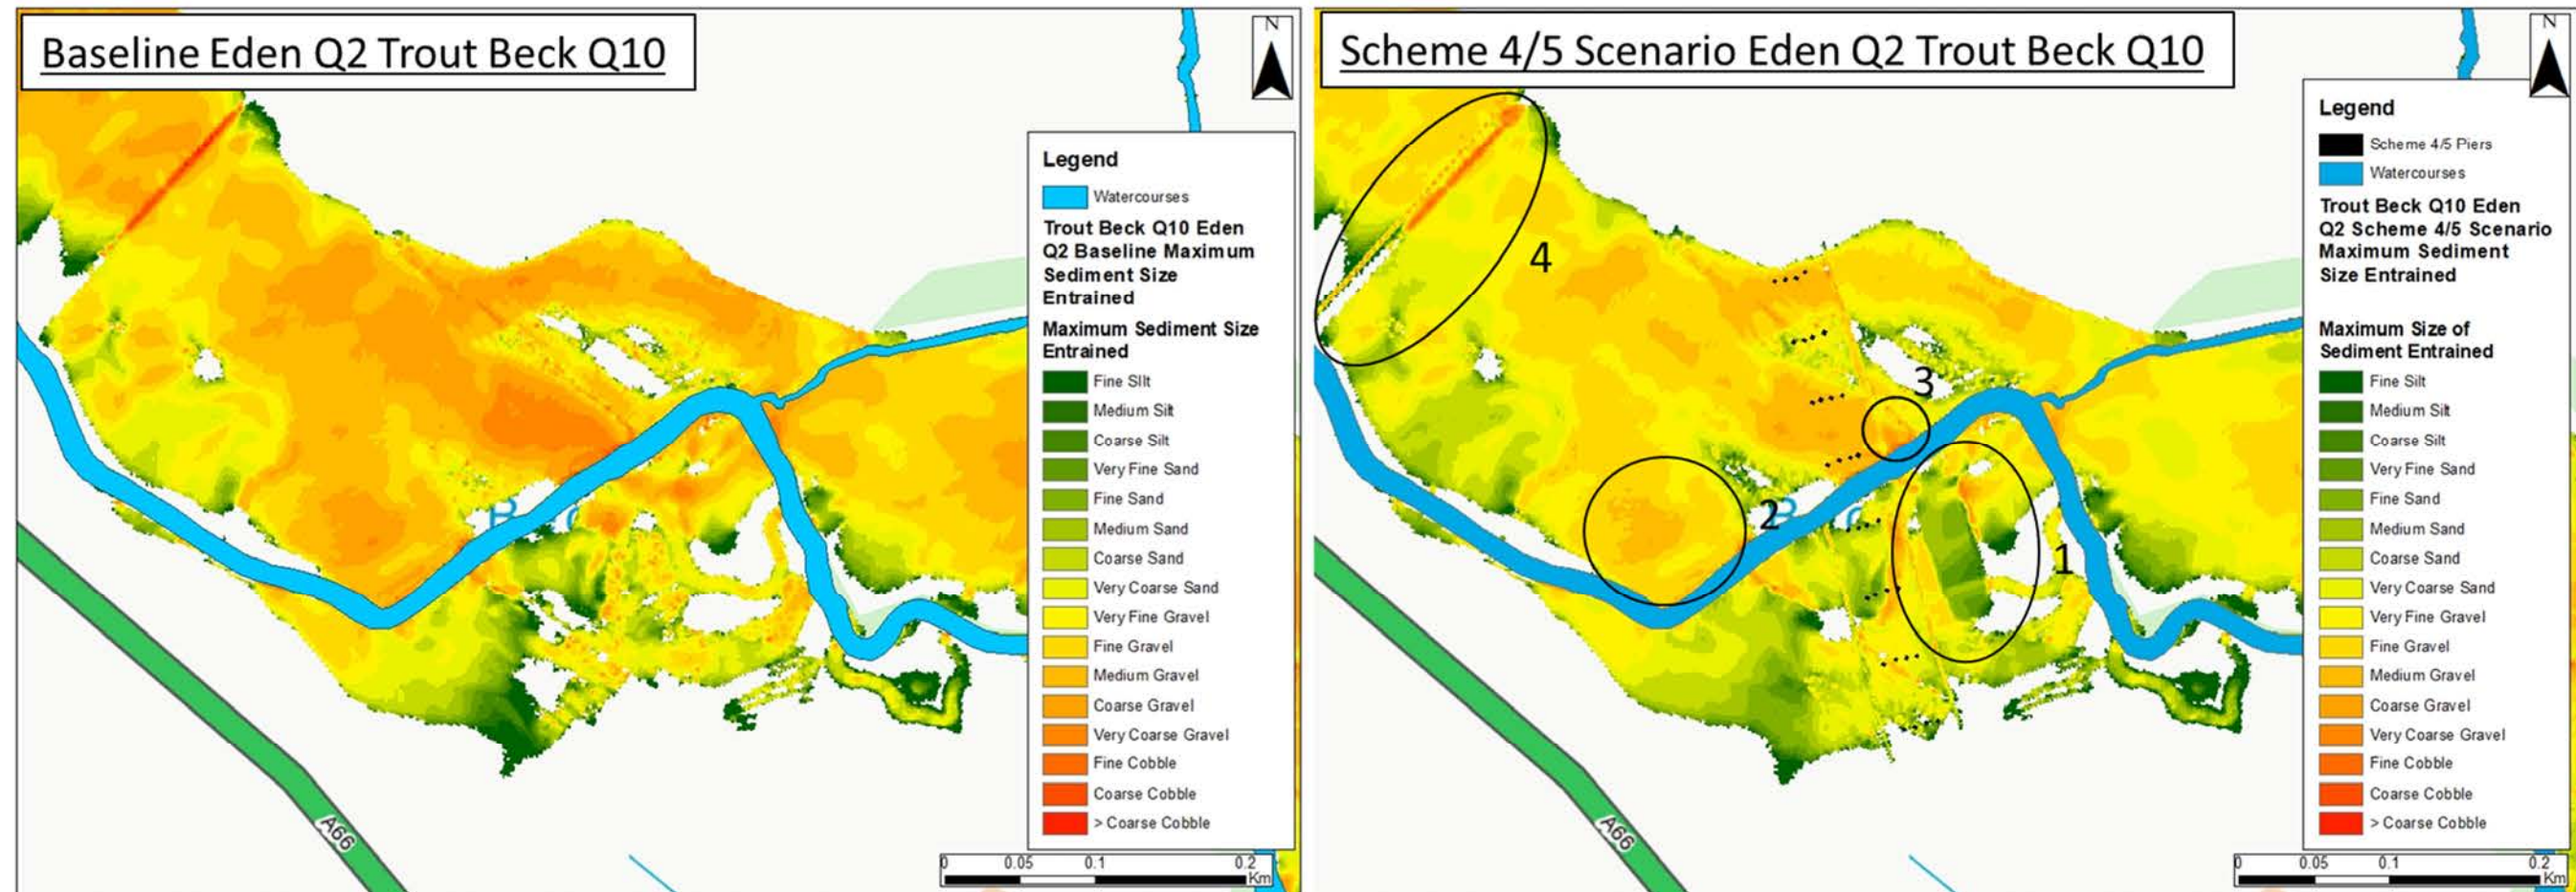 Baseline Eden Q2 Trout Beck Q10
N
Legend
Watercourses
Trout Beck Q10 Eden
Q2 Baseline Maximum
Sediment Size
Entrained
Maximum Sediment Size
Entrained
Fine SIlt
Medium Silt
Coarse Silt
Very Fine Sand
Fine Sand
Medium Sand
Coarse Sand
Very Coarse Sand
Very Fine Gravel
Fine Gravel
Medium Gravel
Coarse Gravel
Very Coarse Gravel
Fine Cobble
Coarse Cobble
> Coarse Cobble
A66
0 0.05 0.1 0.2
Km
Scheme 4/5 Scenario Eden Q2 Trout Beck Q10
N
Legend
Scheme 4/5 Piers
Watercourses
Trout Beck Q10 Eden
Q2 Scheme 4/5 Scenario
Maximum Sediment
Size Entrained
Maximum Size of
Sediment Entrained
Fine Silt
Medium Silt
Coarse Silt
Very Fine Sand
Fine Sand
Medium Sand
Coarse Sand
Very Coarse Sand
Very Fine Gravel
Fine Gravel
Medium Gravel
Coarse Gravel
Very Coarse Gravel
Fine Cobble
Coarse Cobble
> Coarse Cobble
4
3
2
1
A66
0 0.05 0.1 0.2
Km